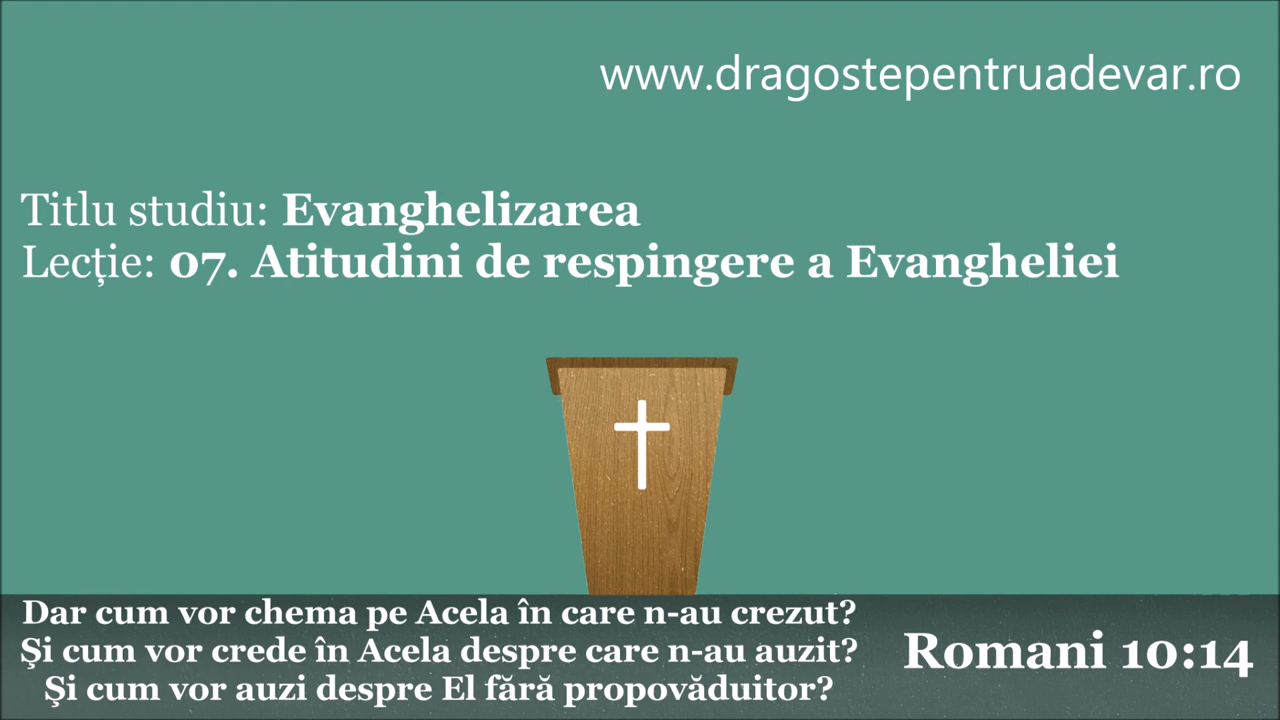 www.dragostepentruadevar.ro
Titlu studiu: Evanghelizarea
Lecție: 07. Atitudini de respingere a Evangheliei
Dar cum vor chema pe Acela în care n-au crezut?
Şi cum vor crede în Acela despre care n-au auzit?
Şi cum vor auzi despre El fără propovăduitor?
Romani 10:14